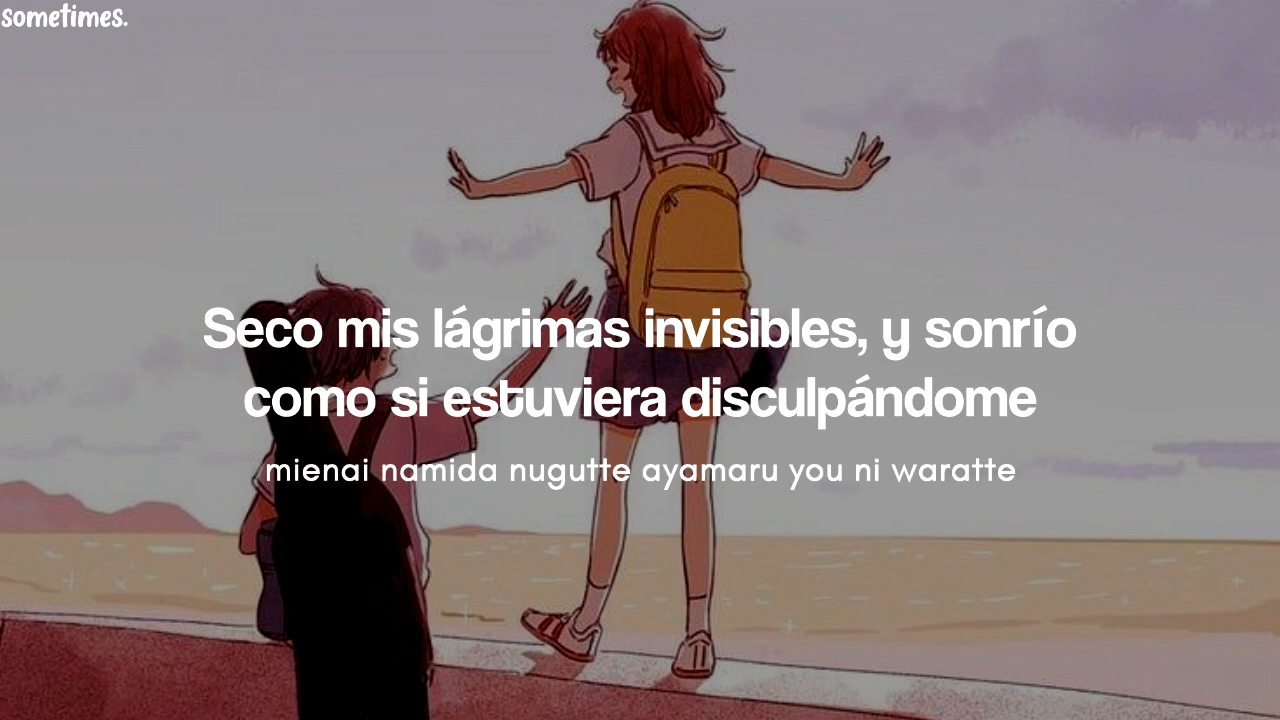 sometimes.
Seco mis lágrimas invisibles, y sonrío
como si estuviera disculpándome
mienai namida nugutte ayamaru you ni waratte